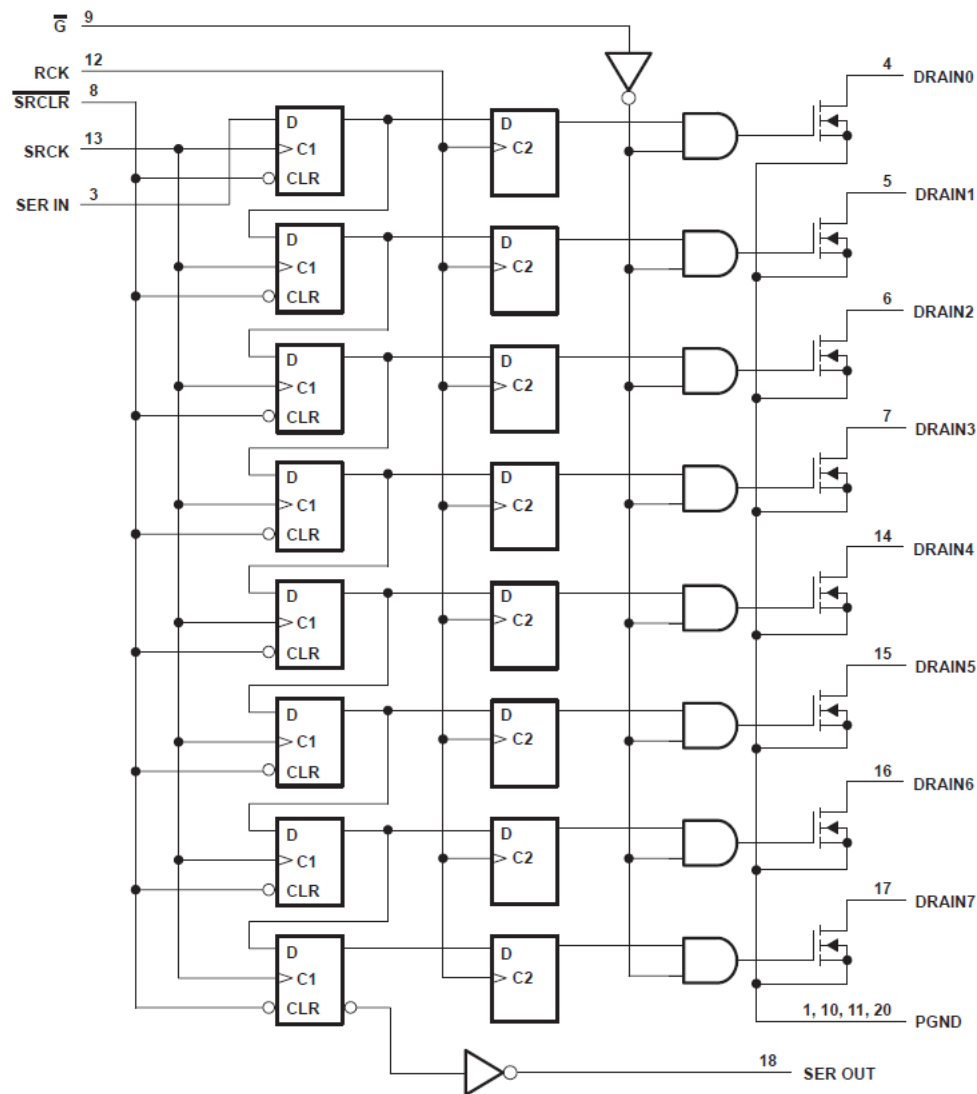 G 9
RCK 12
4 DRAIN0
SRCLR 8
D
D
SRCK 13
C1
C2
CLR
SER IN 3
5 DRAIN1
D
D
C1
C2
CLR
6 DRAIN2
D
D
C1
C2
CLR
7 DRAIN3
D
D
C1
C2
CLR
14 DRAIN4
D
D
C1
C2
CLR
15 DRAIN5
D
D
C1
C2
CLR
16 DRAIN6
D
D
C1
C2
CLR
17 DRAIN7
D
D
C1
C2
CLR
1, 10, 11, 20 PGND
18 SER OUT